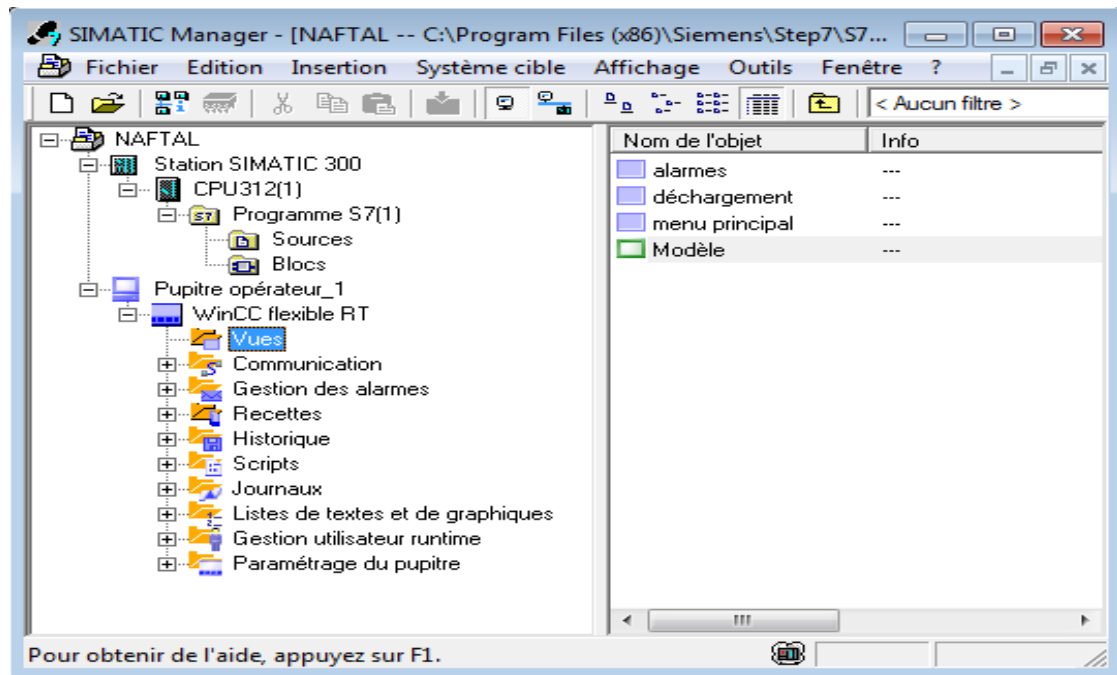 SIMATIC Manager - [NAFTAL -- C:\Program Files (x86)\Siemens\Step7\S7...
Fichier Edition Insertion Système cible Affichage Outils Fenêtre ?
< Aucun filtre >
NAFTAL
Station SIMATIC 300
CPU312(1)
Programme S7(1)
Sources
Blocs
Pupitre opérateur_1
WinCC flexible RT
Vues
Communication
Gestion des alarmes
Recettes
Historique
Scripts
Journaux
Listes de textes et de graphiques
Gestion utilisateur runtime
Paramétrage du pupitre
Nom de l'objet Info
alarmes ---
déchargement ---
menu principal ---
Modèle ---
Pour obtenir de l'aide, appuyez sur F1.